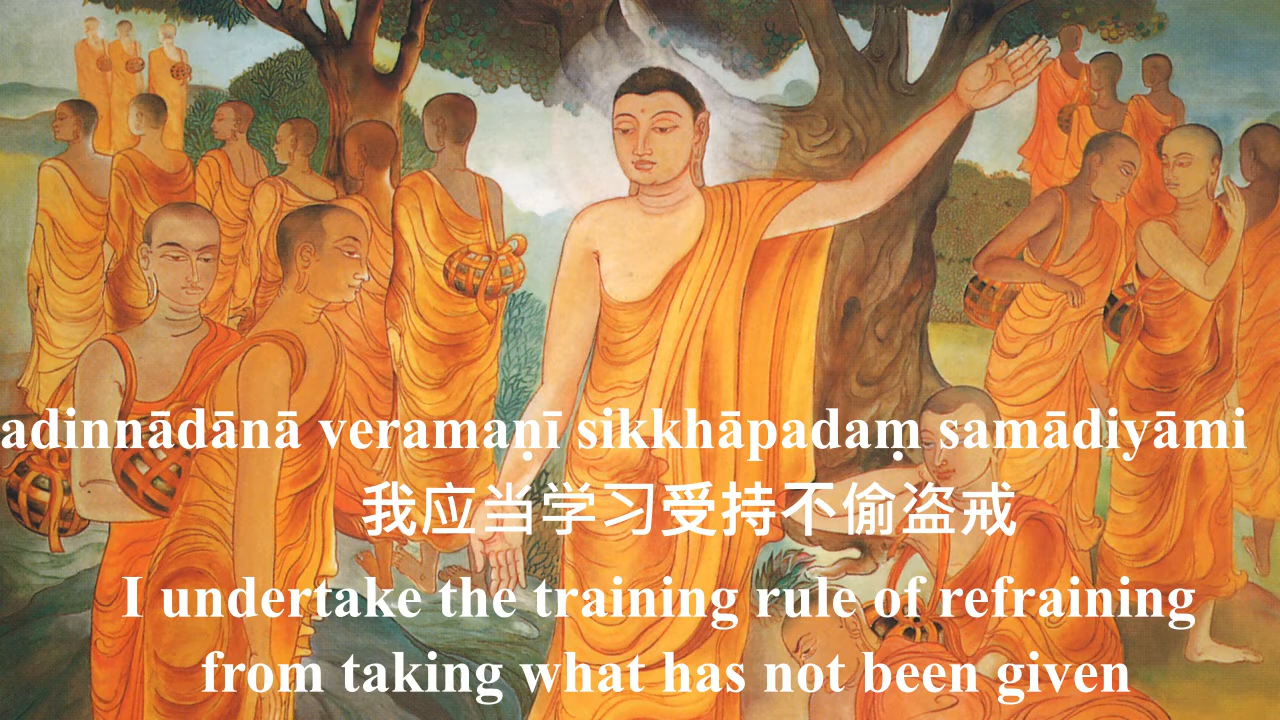 adinnādānā veramaṇī sikkhāpadaṃ samādiyāmi
我应当学习受持不偷盗戒
I undertake the training rule of refraining
from taking what has not been given